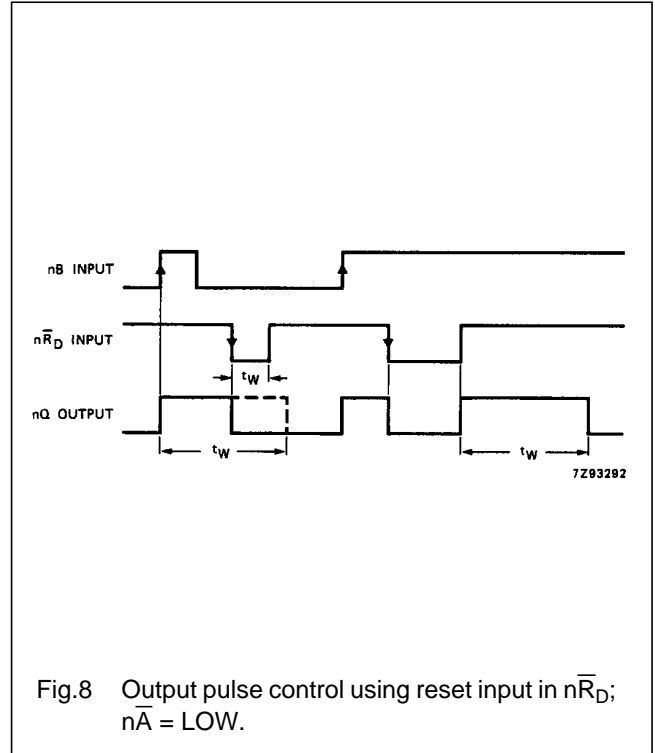 nB INPUT
nR̅D INPUT
tW
nQ OUTPUT
tW
tW
7Z93292
Fig.8 Output pulse control using reset input in nR̅D;
nA̅ = LOW.